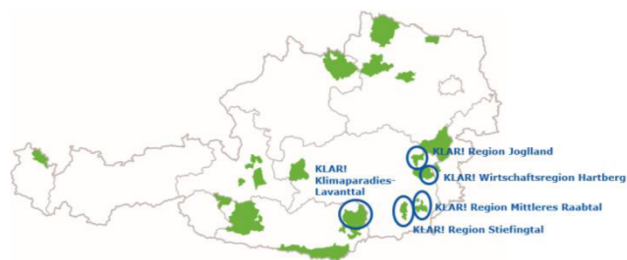 KLAR! Region Joglland
KLAR!
Klimaparadies-
Lavanttal
KLAR! Wirtschaftsregion Hartberg
KLAR! Region Mittleres Raabtal
KLAR! Region Stiefingtal